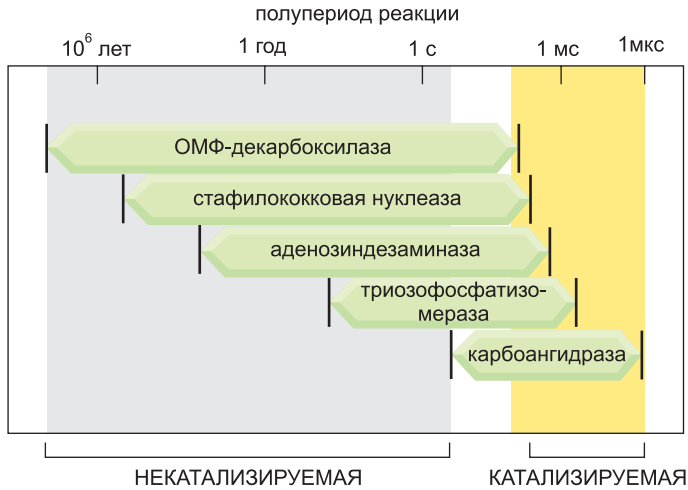 полупериод реакции
10⁶ лет 1 год 1 с 1 мс 1мкс
ОМФ-декарбоксилаза
стафилококковая нуклеаза
аденозиндезаминаза
триозофосфатизо-
мераза
карбоангидраза
НЕКАТАЛИЗИРУЕМАЯ КАТАЛИЗИРУЕМАЯ